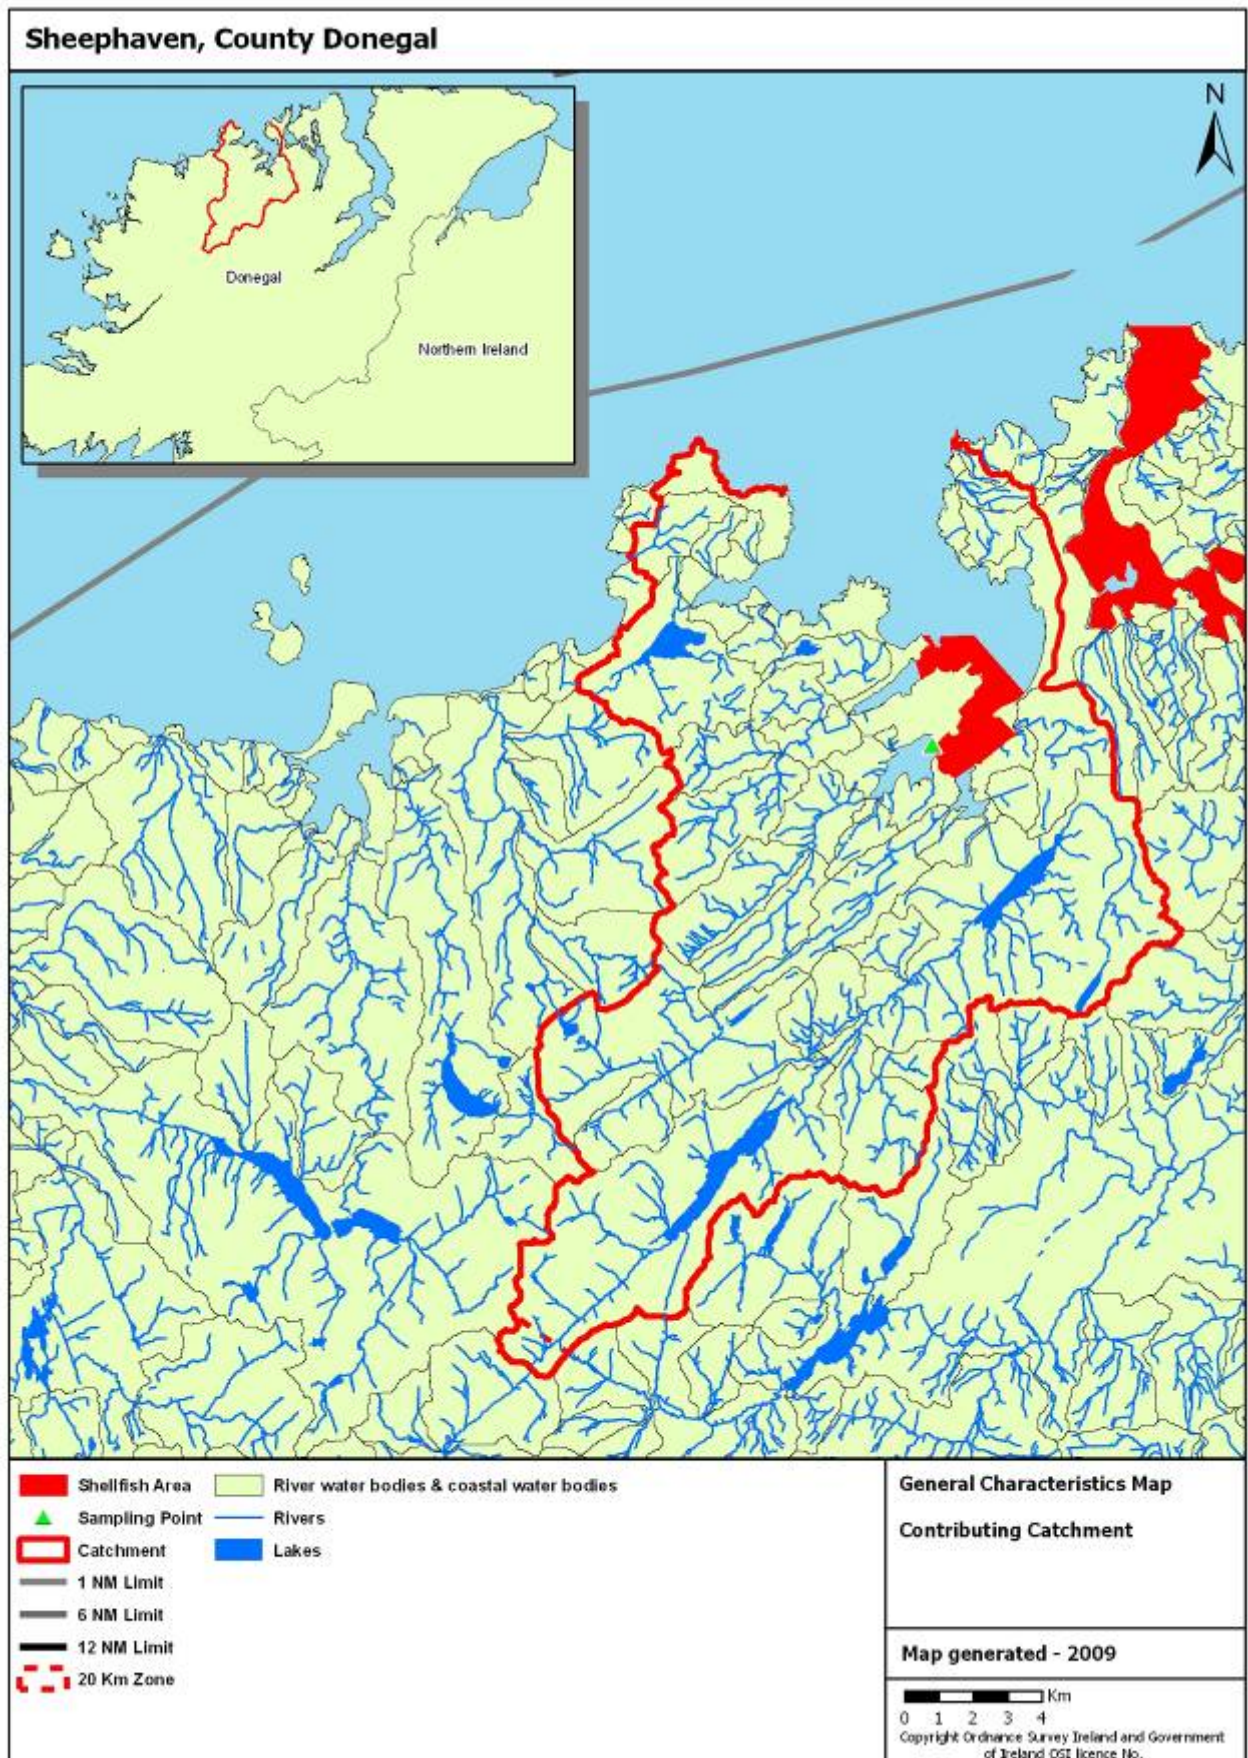 Sheephaven, County Donegal
N
Donegal
Northern Ireland
Shellfish Area
River water bodies & coastal water bodies
Sampling Point
Rivers
Catchment
Lakes
1 NM Limit
6 NM Limit
12 NM Limit
20 Km Zone
General Characteristics Map
Contributing Catchment
Map generated - 2009
Km
0 1 2 3 4
Copyright Ordnance Survey Ireland and Government
of Ireland OSI licence No.